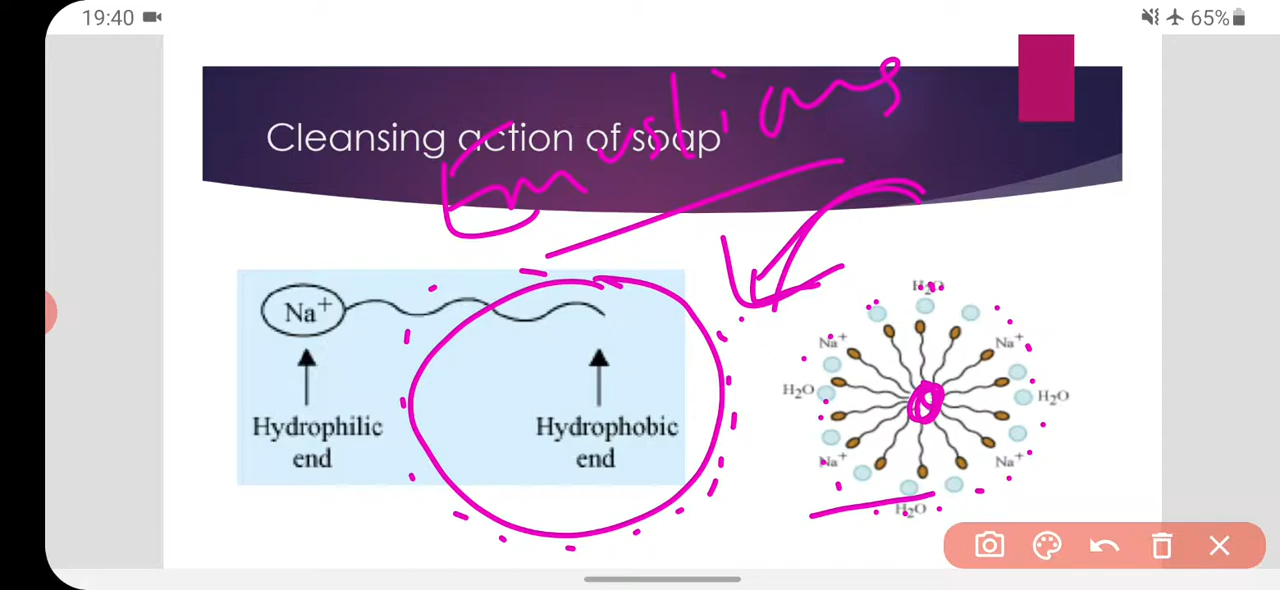 19:40
65%
Cleansing action of soap
Emuslians
Na+
Hydrophilic
end
Hydrophobic
end
H₂O
Na+
Na+
H₂O
H₂O
Na+
Na+
H₂O